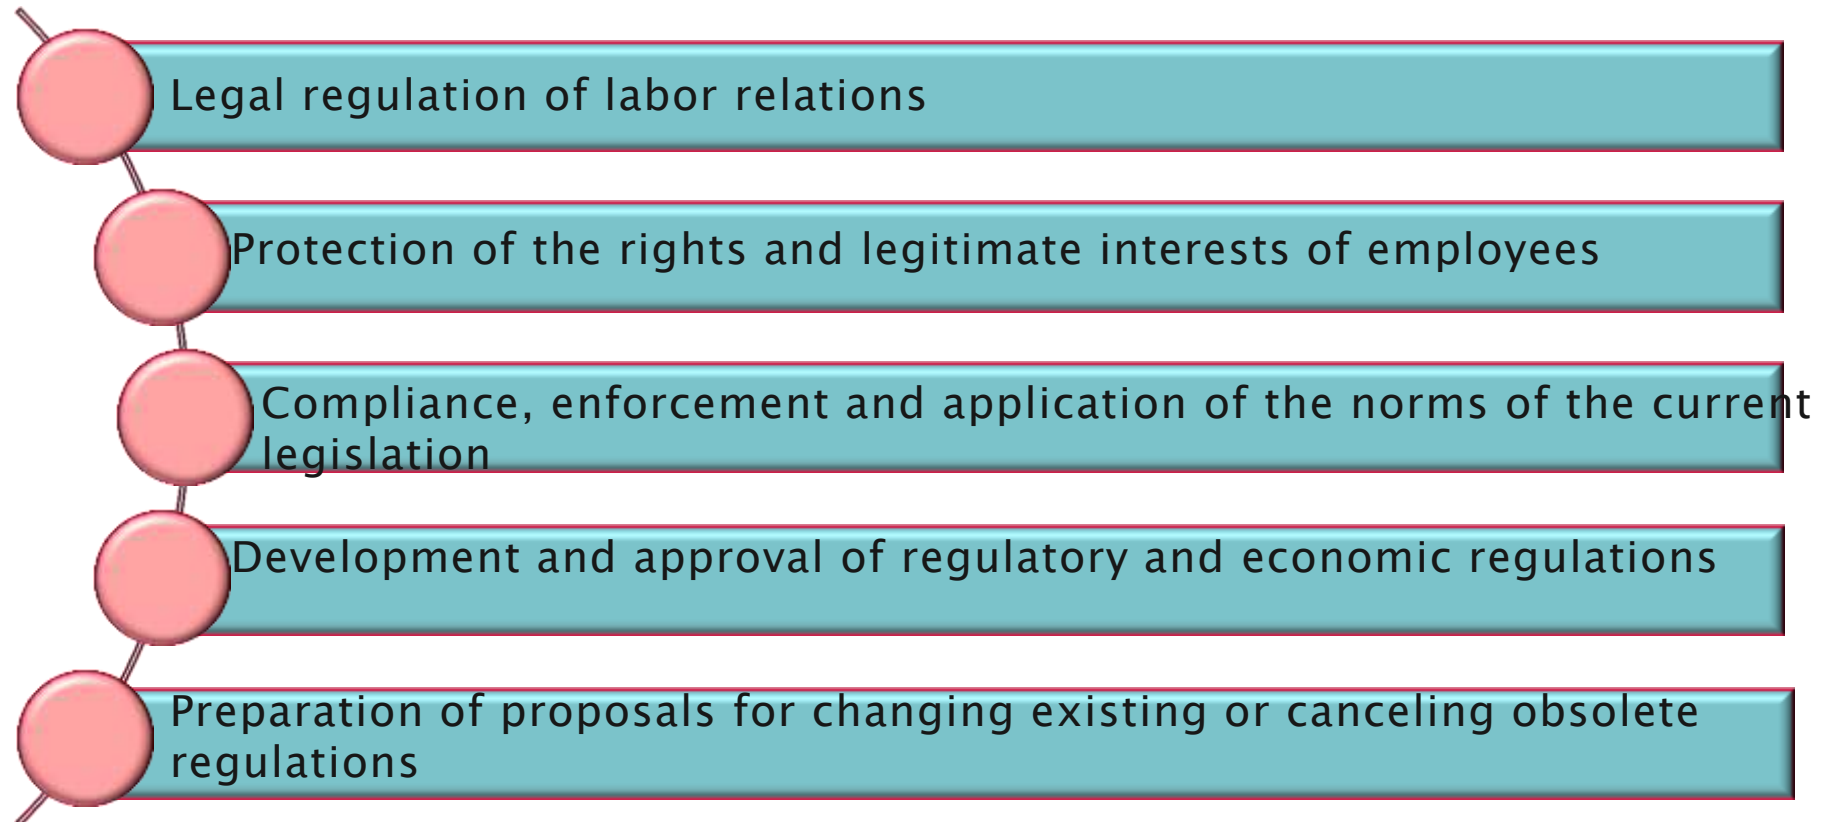 Legal regulation of labor relations
Protection of the rights and legitimate interests of employees
Compliance, enforcement and application of the norms of the current
legislation
Development and approval of regulatory and economic regulations
Preparation of proposals for changing existing or canceling obsolete
regulations